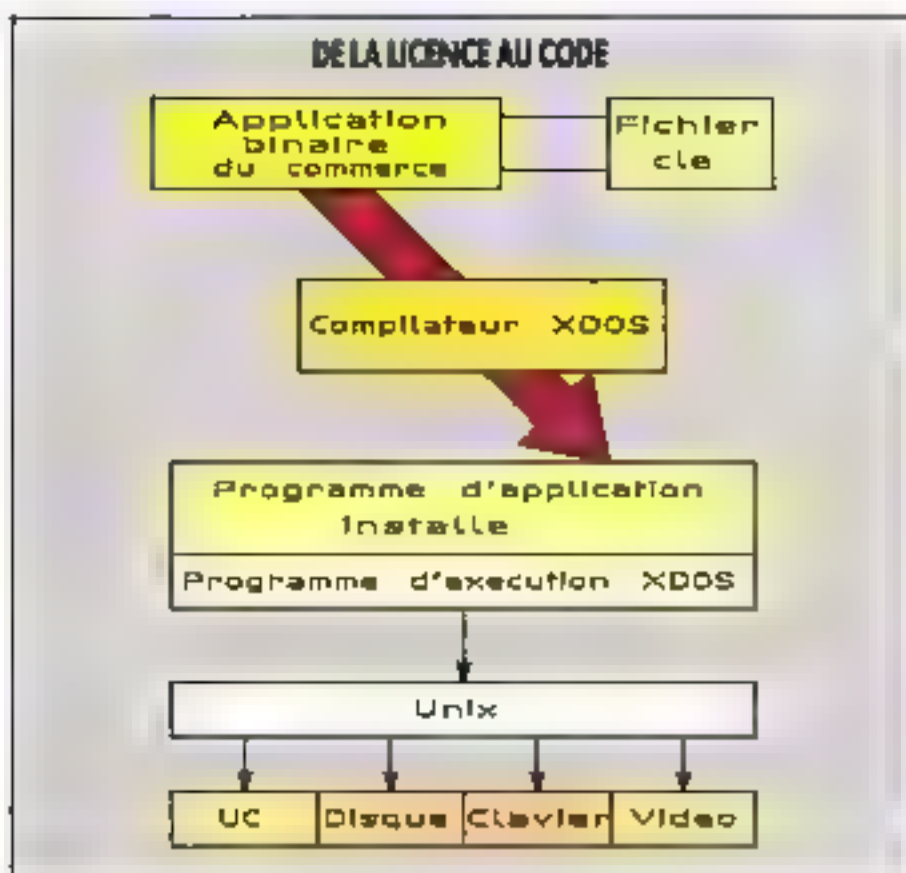 DE LA LICENCE AU CODE
Application
binaire
du commerce
Fichier
cle
Compilateur XDOS
Programme d'application
Installe
Programme d'execution XDOS
Unix
UC
Disque
Clavier
Video